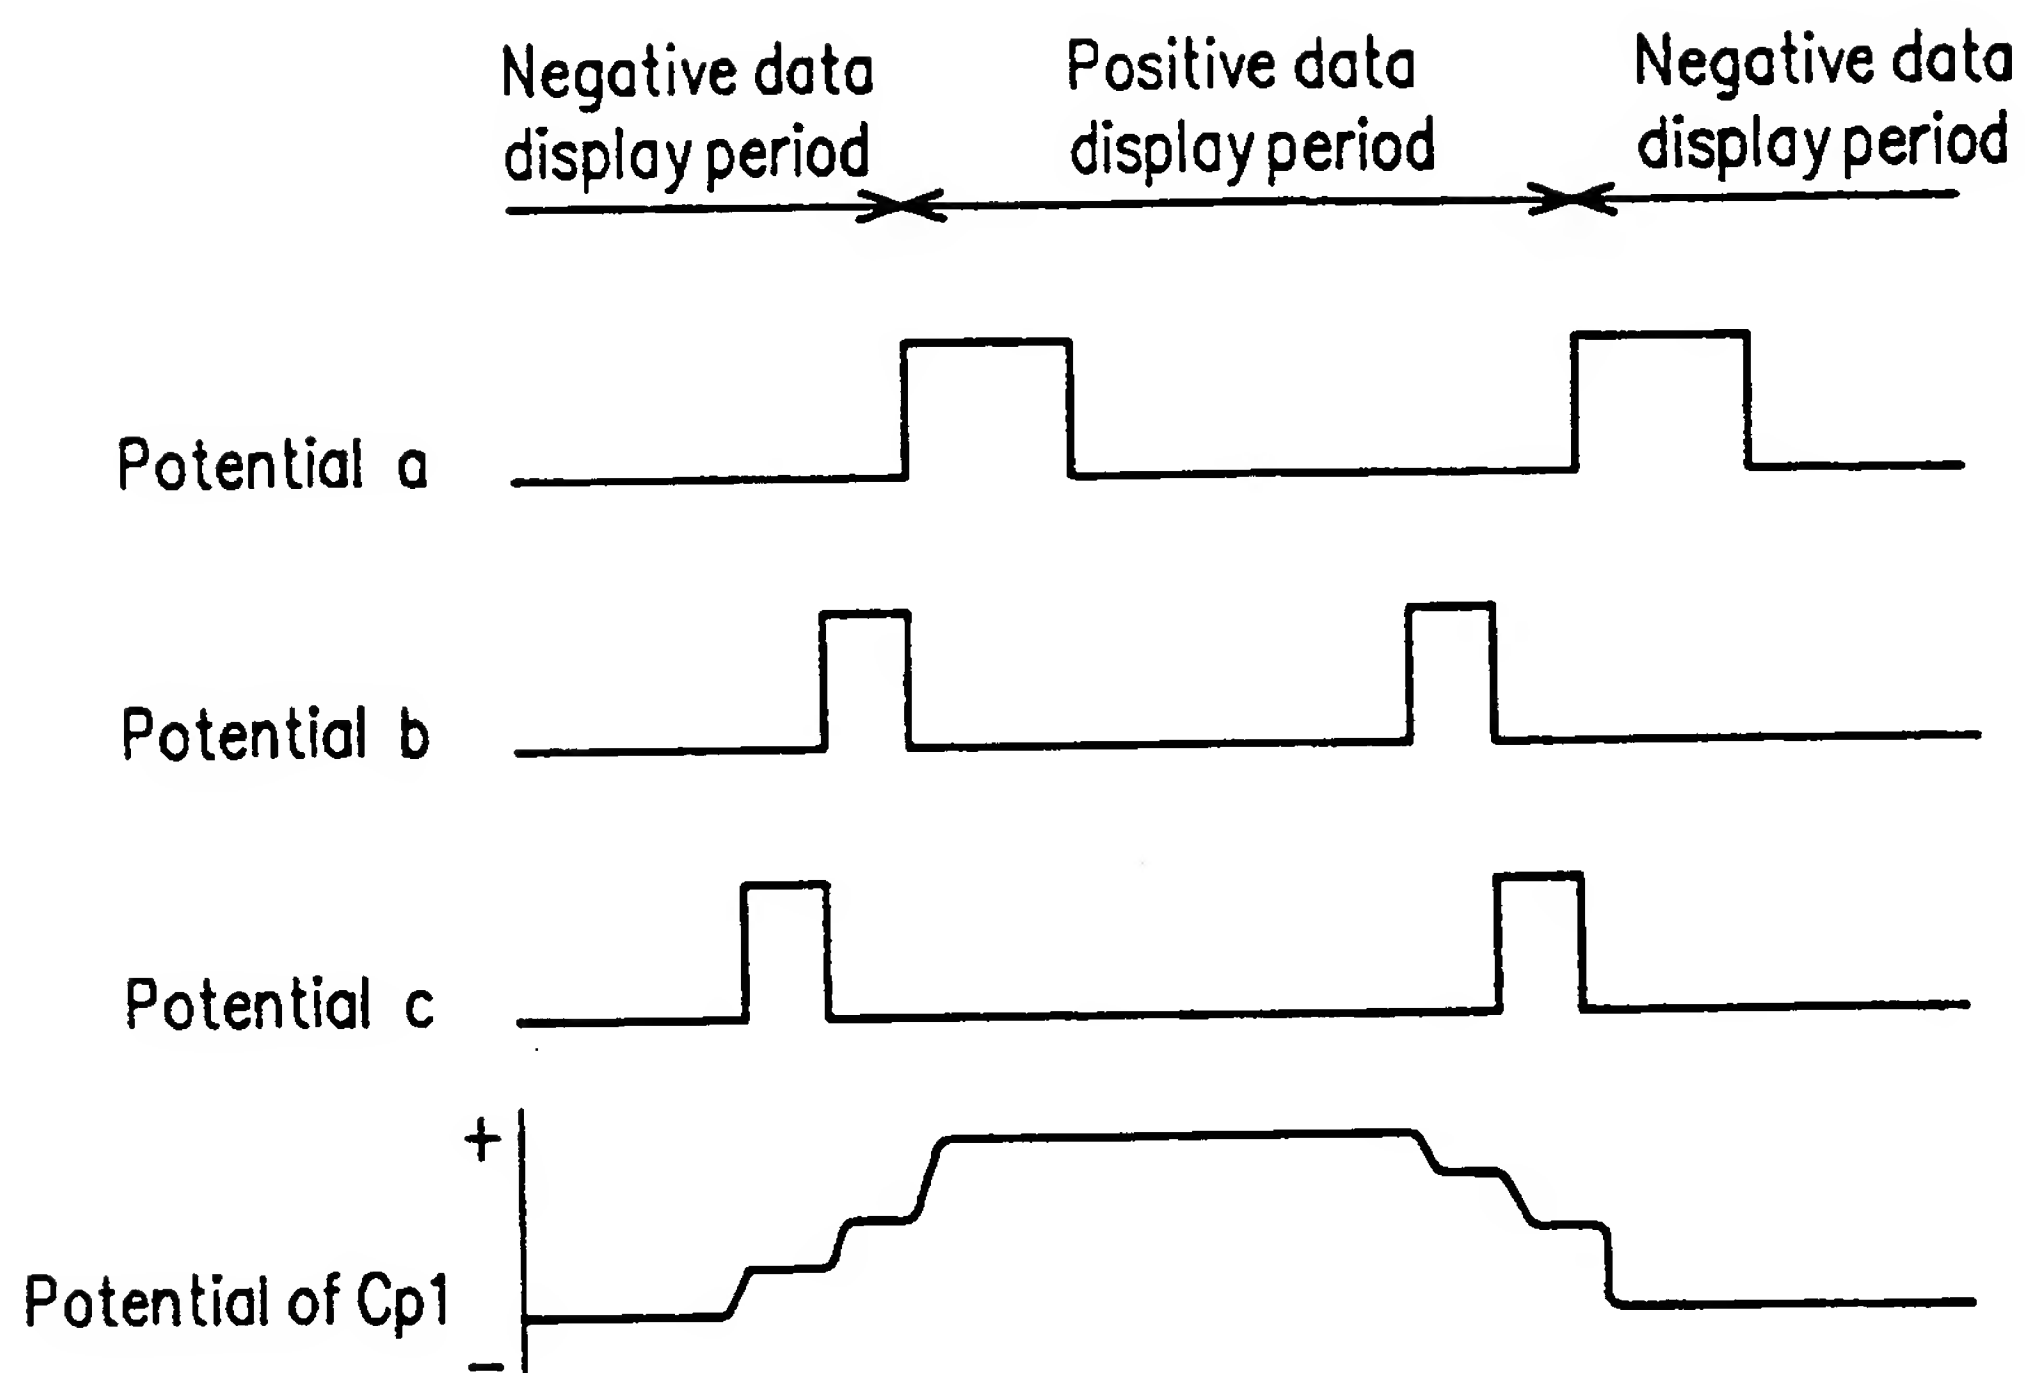 Negative data
display period
Positive data
display period
Negative data
display period
Potential a
Potential b
Potential c
+
Potential of Cp1
−